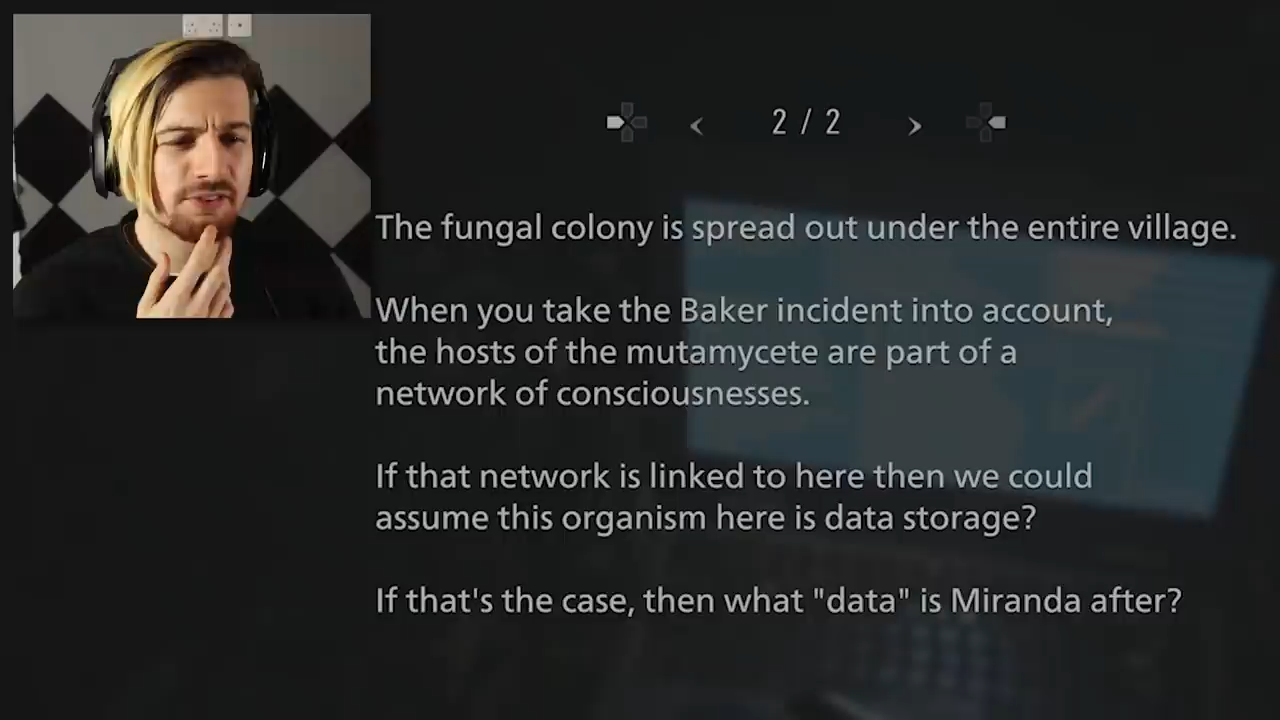 2 / 2
The fungal colony is spread out under the entire village.
When you take the Baker incident into account,
the hosts of the mutamycete are part of a
network of consciousnesses.
If that network is linked to here then we could
assume this organism here is data storage?
If that's the case, then what "data" is Miranda after?